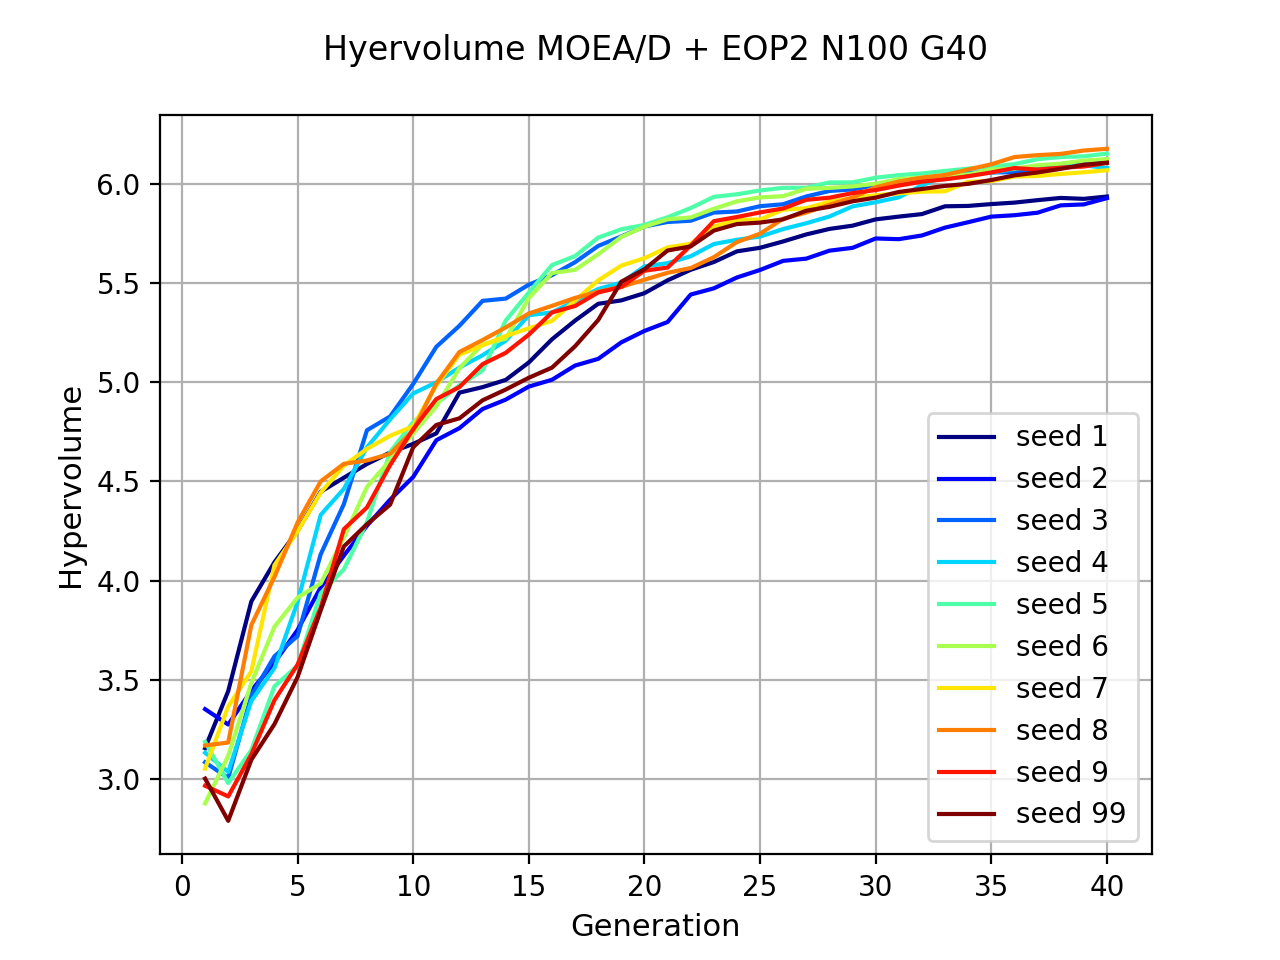 Hyervolume MOEA/D + EOP2 N100 G40
Hypervolume
6.0
5.5
5.0
4.5
4.0
3.5
3.0
seed 1
seed 2
seed 3
seed 4
seed 5
seed 6
seed 7
seed 8
seed 9
seed 99
0 5 10 15 20 25 30 35 40
Generation